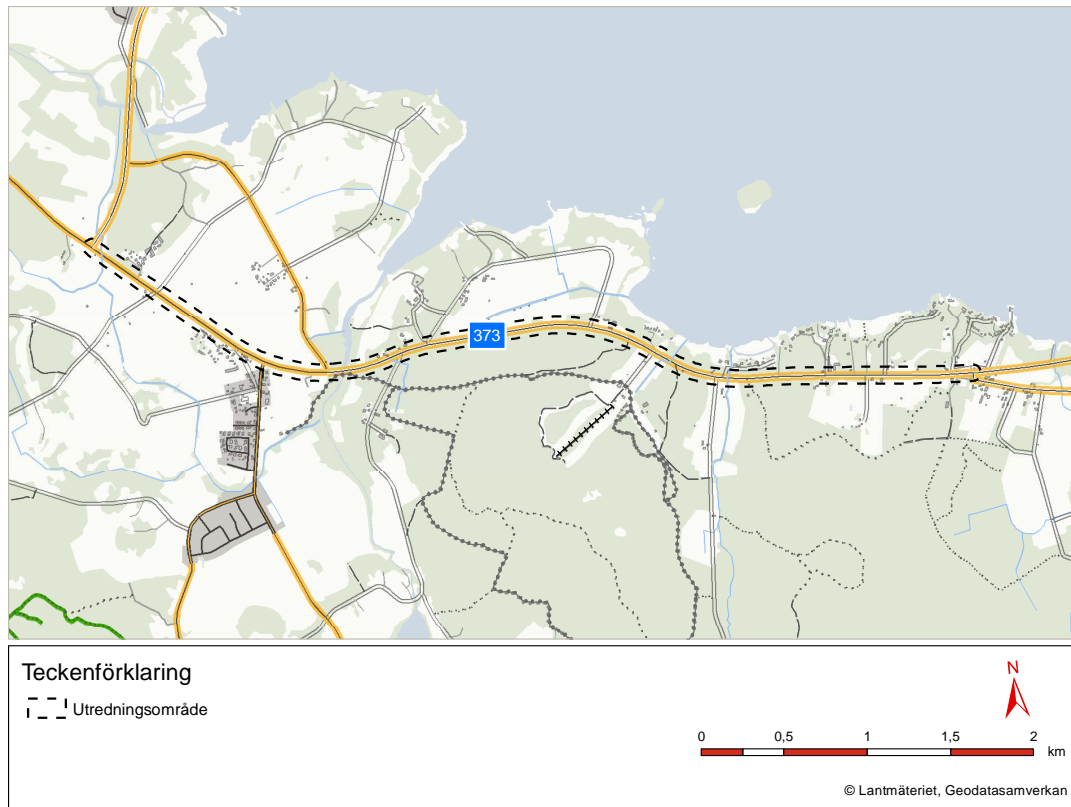 373
Teckenförklaring
Utredningsområde
N
0 0,5 1 1,5 2
km
© Lantmäteriet, Geodatasamverkan